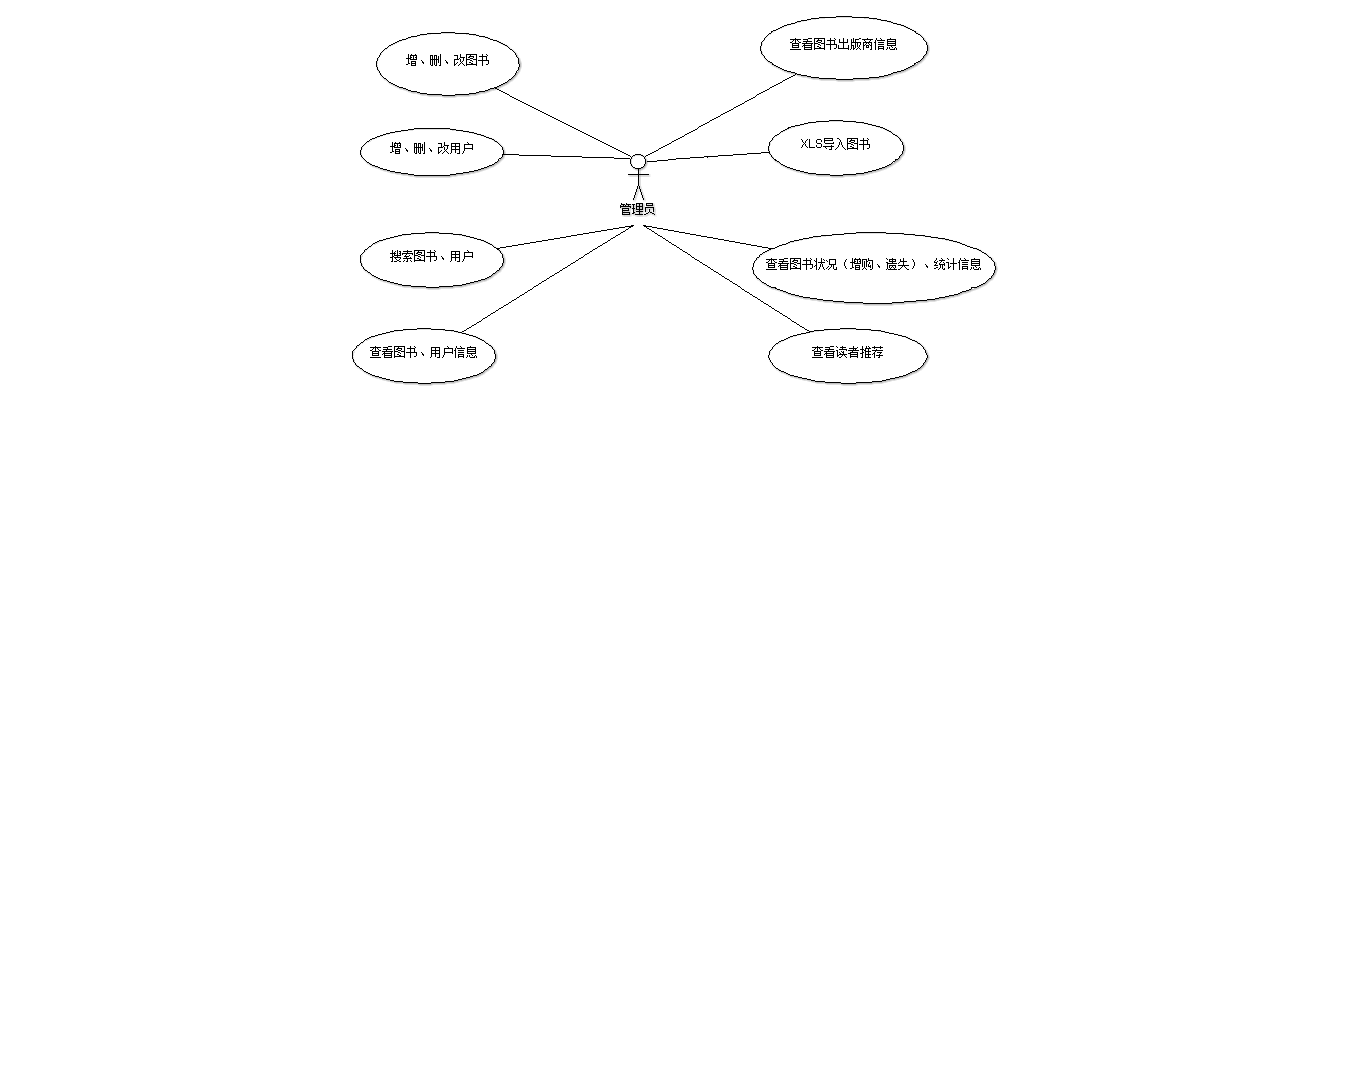 增、删、改图书
查看图书出版商信息
增、删、改用户
XLS导入图书
管理员
搜索图书、用户
查看图书状况（增购、遗失）、统计信息
查看图书、用户信息
查看读者推荐